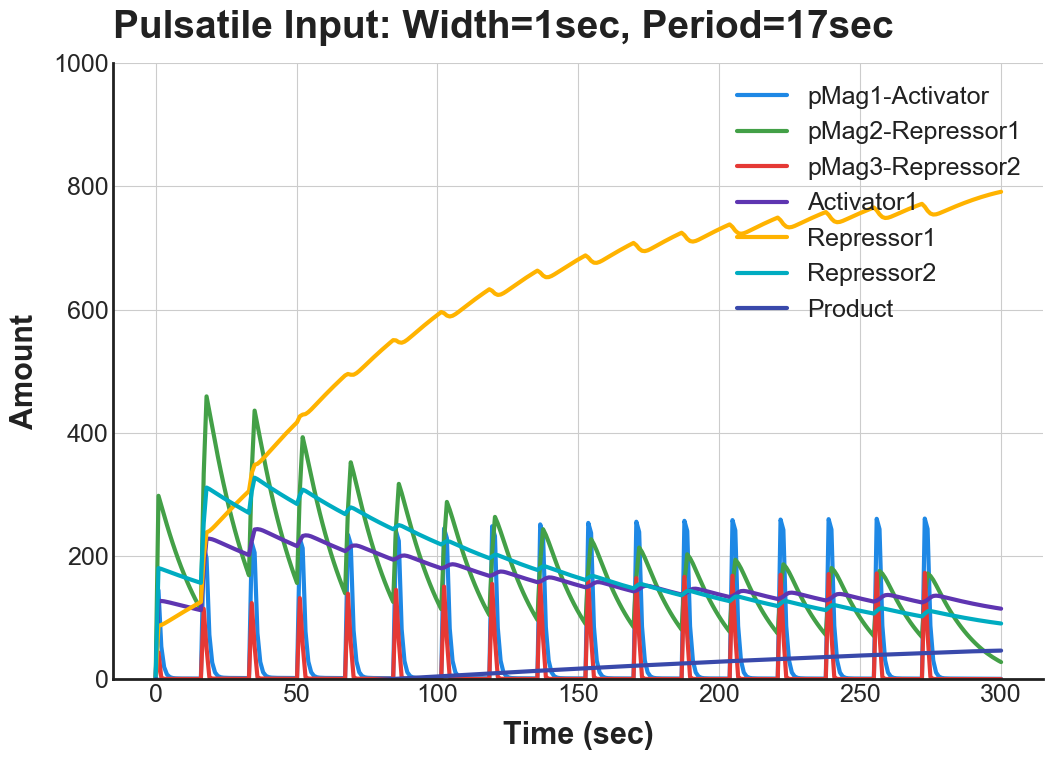 Pulsatile Input: Width=1sec, Period=17sec
1000
800
600
400
200
0
Amount
pMag1-Activator
pMag2-Repressor1
pMag3-Repressor2
Activator1
Repressor1
Repressor2
Product
0 50 100 150 200 250 300
Time (sec)